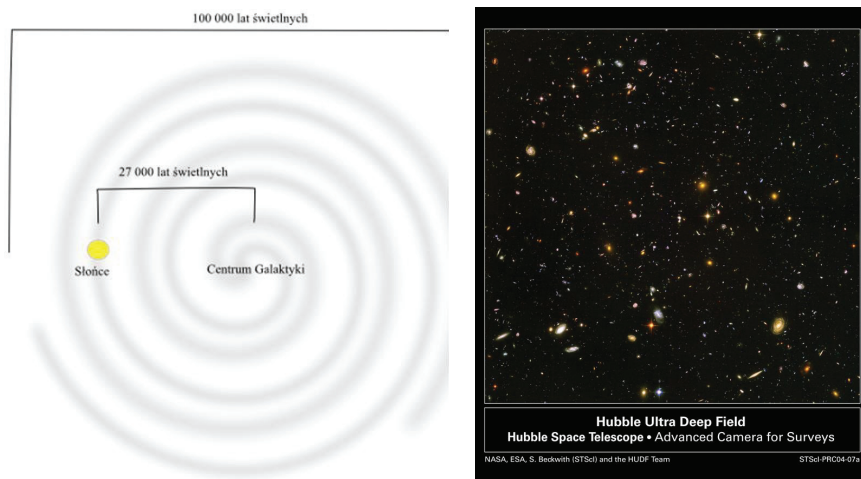 100 000 lat świetlnych
27 000 lat świetlnych
Słońce
Centrum Galaktyki
Hubble Ultra Deep Field
Hubble Space Telescope • Advanced Camera for Surveys
NASA, ESA, S. Beckwith (STScI) and the HUDF Team
STScI-PRC04-07a